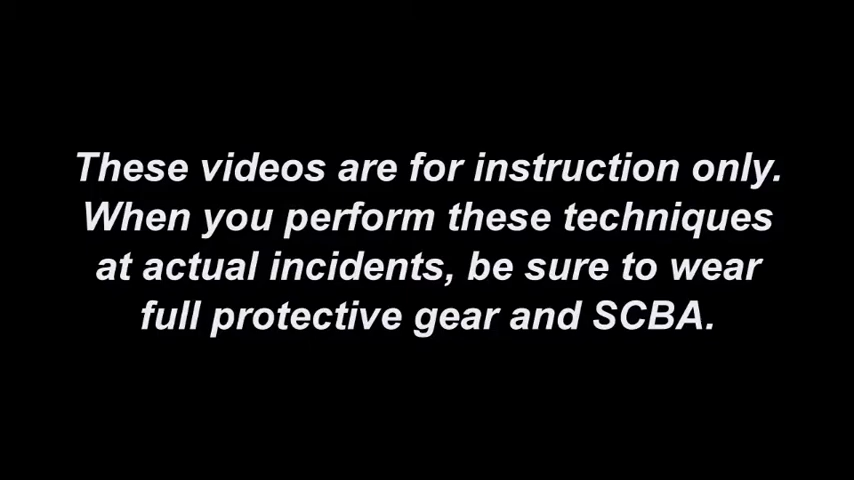 These videos are for instruction only.
When you perform these techniques
at actual incidents, be sure to wear
full protective gear and SCBA.